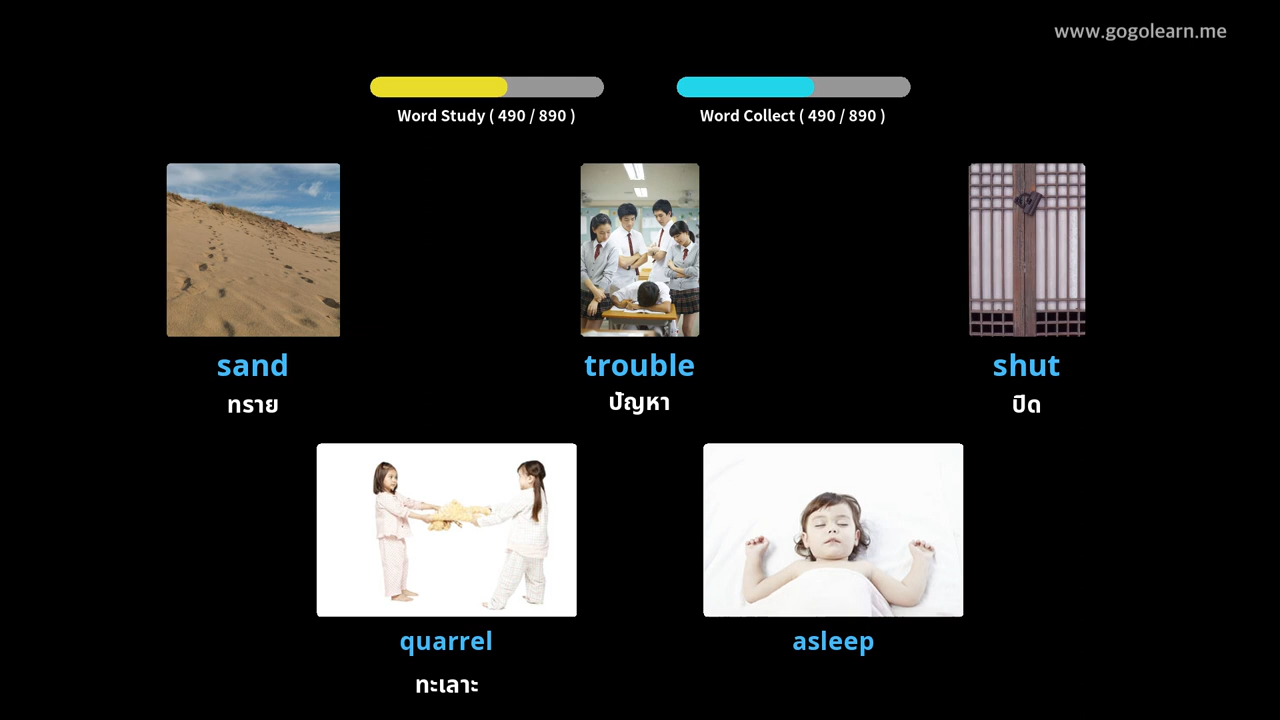 www.gogolearn.me
Word Study ( 490 / 890 )
Word Collect ( 490 / 890 )
sand
ทราย
trouble
ปัญหา
shut
ปิด
quarrel
ทะเลาะ
asleep